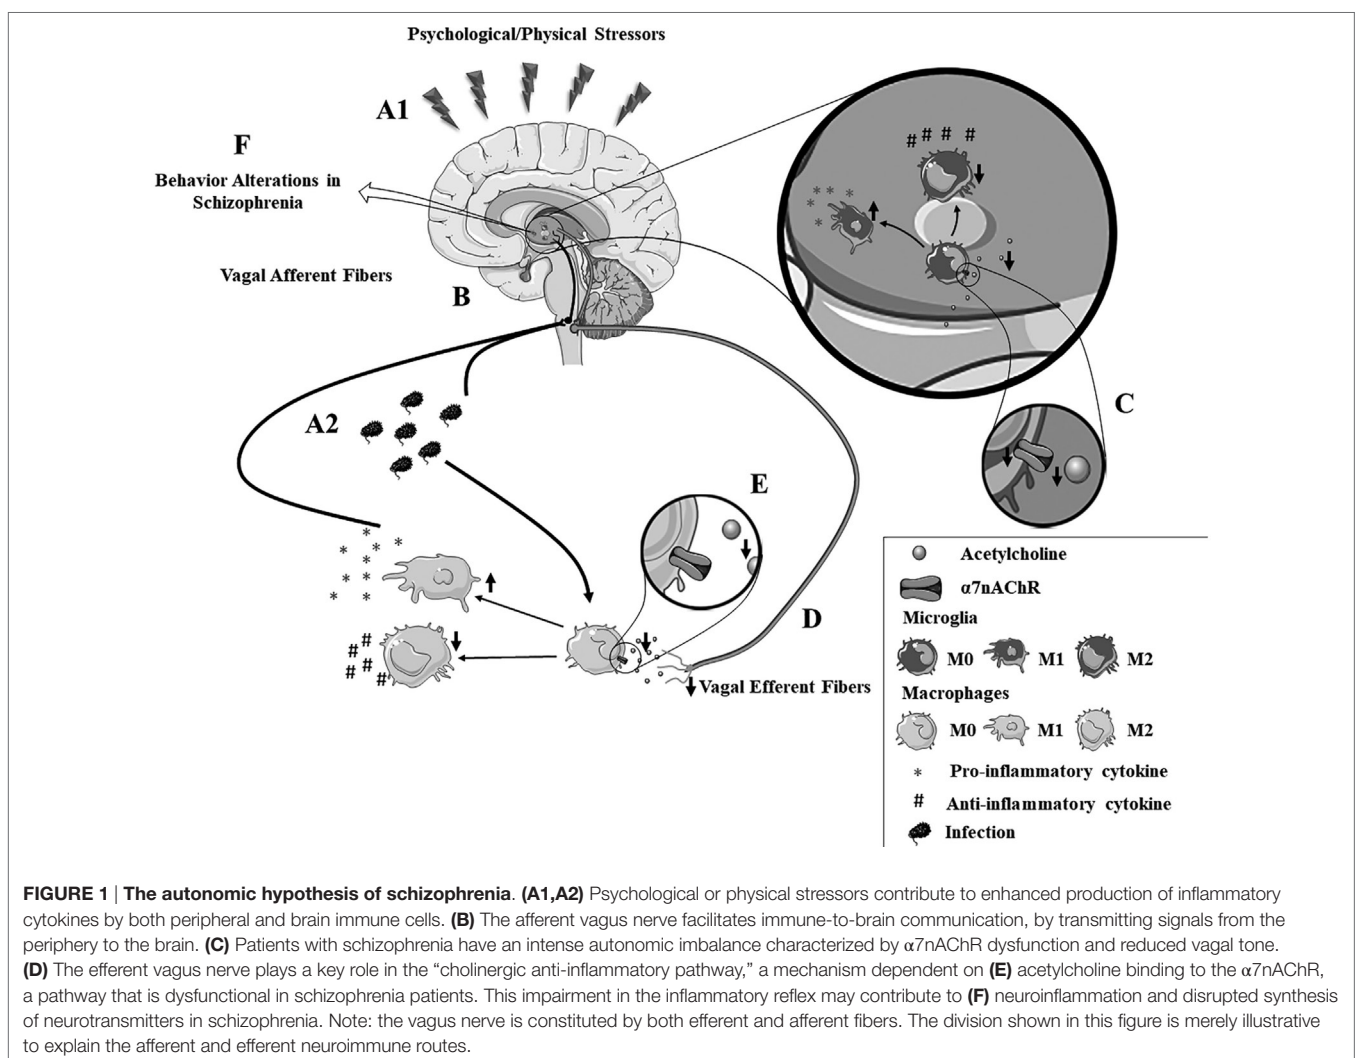 Psychological/Physical Stressors
A1
F
Behavior Alterations in
Schizophrenia
Vagal Afferent Fibers
B
# # # #
* * *
*
*
C
A2
E
*
* * *
*
* *
* *
#
# #
# # #
D
Vagal Efferent Fibers
Acetylcholine
α7nAChR
Microglia
M0 M1 M2
Macrophages
M0 M1 M2
* Pro-inflammatory cytokine
# Anti-inflammatory cytokine
Infection
FIGURE 1 | The autonomic hypothesis of schizophrenia. (A1,A2) Psychological or physical stressors contribute to enhanced production of inflammatory
cytokines by both peripheral and brain immune cells. (B) The afferent vagus nerve facilitates immune-to-brain communication, by transmitting signals from the
periphery to the brain. (C) Patients with schizophrenia have an intense autonomic imbalance characterized by α7nAChR dysfunction and reduced vagal tone.
(D) The efferent vagus nerve plays a key role in the “cholinergic anti-inflammatory pathway,” a mechanism dependent on (E) acetylcholine binding to the α7nAChR,
a pathway that is dysfunctional in schizophrenia patients. This impairment in the inflammatory reflex may contribute to (F) neuroinflammation and disrupted synthesis
of neurotransmitters in schizophrenia. Note: the vagus nerve is constituted by both efferent and afferent fibers. The division shown in this figure is merely illustrative
to explain the afferent and efferent neuroimmune routes.